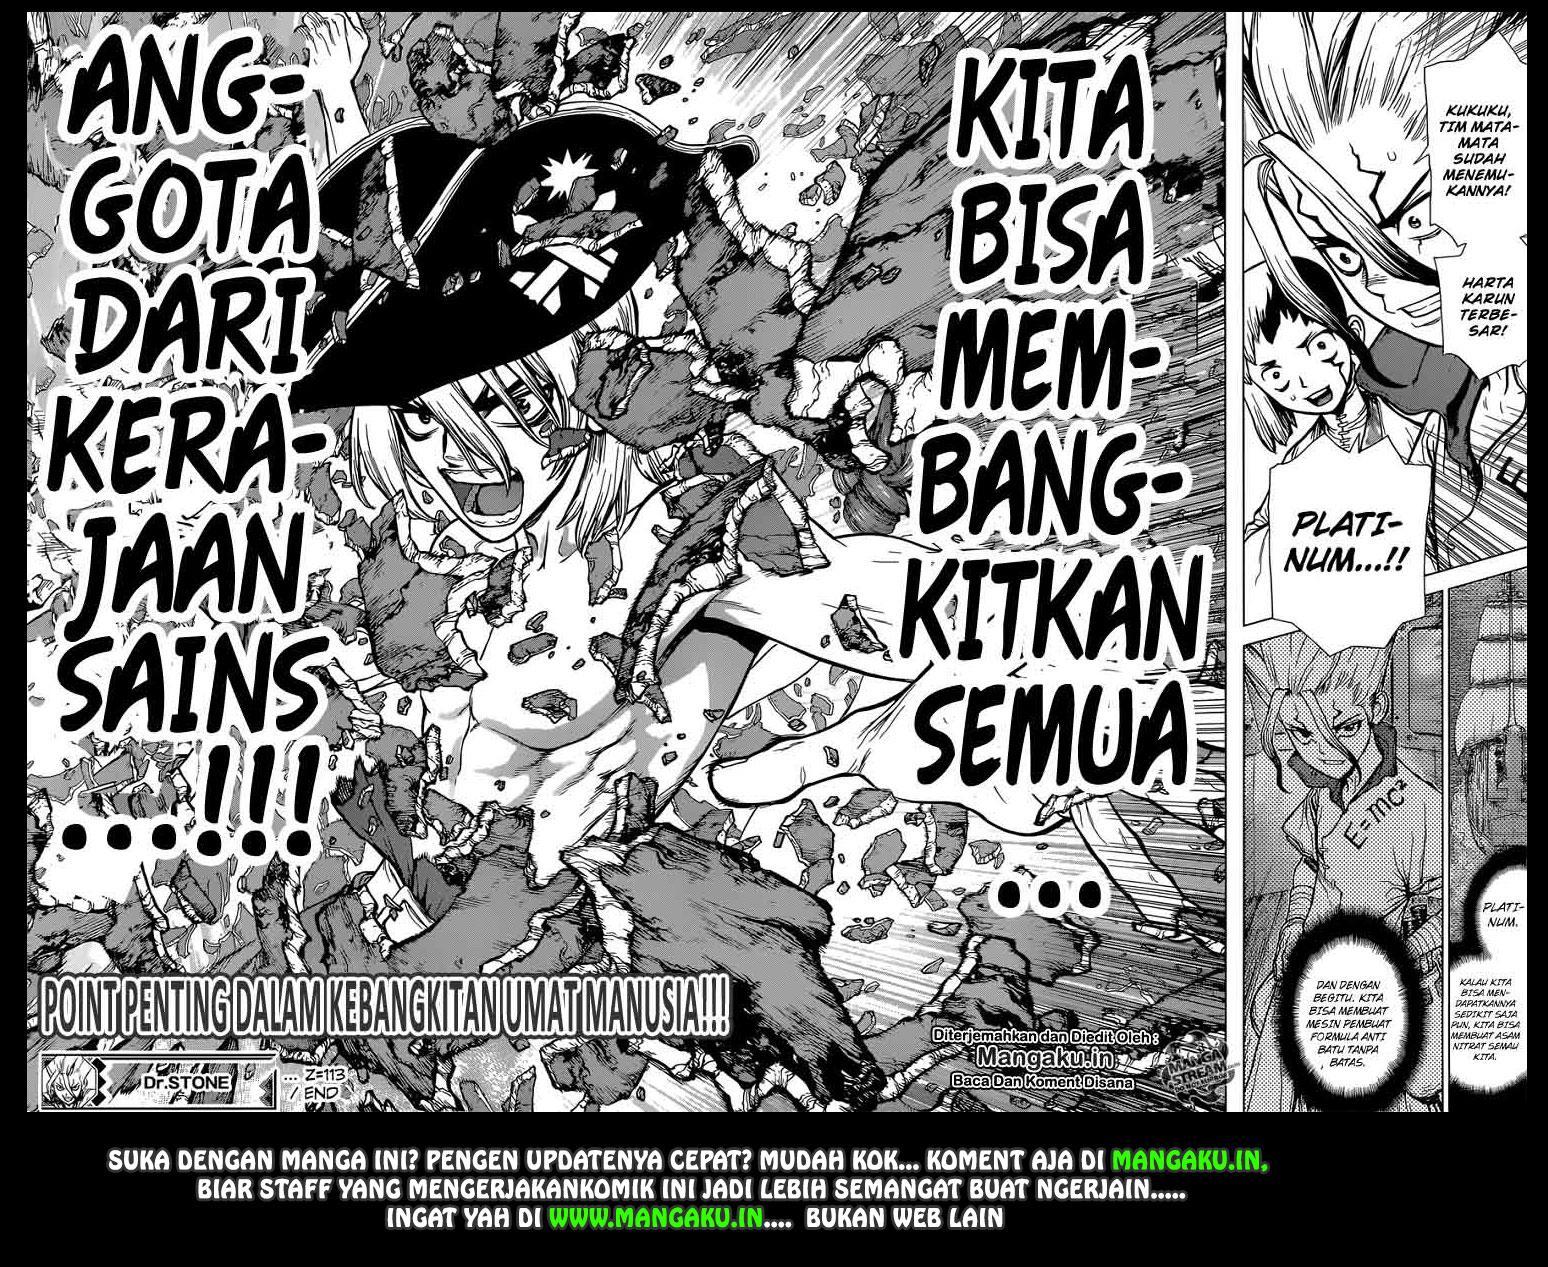 KUKUKU,
TIM MATA-
MATA
SUDAH
MENEMU-
KANNYA!
HARTA
KARUN
TERBE-
SAR!
PLATI-
NUM...!!
E=MC²
PLATI-
NUM.
KALAU KITA
BISA MEN-
DAPATKANNYA
SEDIKIT SAJA
PUN, KITA BISA
MEMBUAT ASAM
NITRAT SEMAU
KITA.
DAN DENGAN
BEGITU. KITA
BISA MEMBUAT
MESIN PEMBUAT
FORMULA ANTI
BATU TANPA
BATAS.
KITA
BISA
MEM-
BANG-
KITKAN
SEMUA
...
ANG-
GOTA
DARI
KERA-
JAAN
SAINS
...!!!
POINT PENTING DALAM KEBANGKITAN UMAT MANUSIA!!!
Dr.STONE
... Z=113
/ END
Diterjemahkan dan Diedit Oleh :
Mangaku.in
Baca Dan Koment Disana
MANGA
STREAM
SUKA DENGAN MANGA INI? PENGEN UPDATENYA CEPAT? MUDAH KOK... KOMENT AJA DI MANGAKU.IN,
BIAR STAFF YANG MENGERJAKANKOMIK INI JADI LEBIH SEMANGAT BUAT NGERJAIN.....
INGAT YAH DI WWW.MANGAKU.IN.... BUKAN WEB LAIN